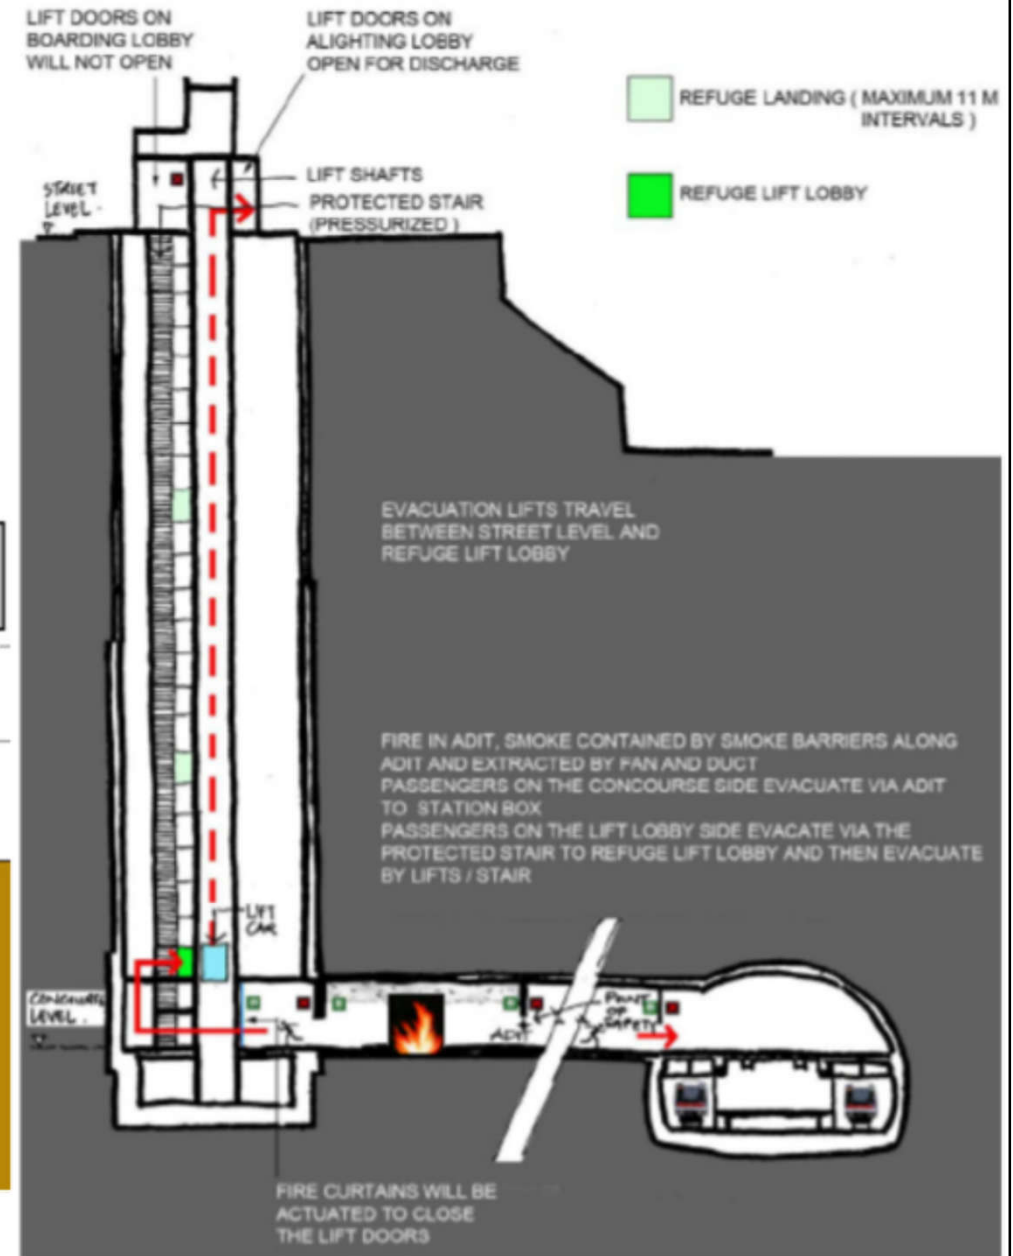 LIFT DOORS ON
BOARDING LOBBY
WILL NOT OPEN
LIFT DOORS ON
ALIGHTING LOBBY
OPEN FOR DISCHARGE
REFUGE LANDING ( MAXIMUM 11 M
INTERVALS )
REFUGE LIFT LOBBY
LIFT SHAFTS
PROTECTED STAIR
(PRESSURIZED )
STREET
LEVEL.
EVACUATION LIFTS TRAVEL
BETWEEN STREET LEVEL AND
REFUGE LIFT LOBBY
FIRE IN ADIT, SMOKE CONTAINED BY SMOKE BARRIERS ALONG
ADIT AND EXTRACTED BY FAN AND DUCT
PASSENGERS ON THE CONCOURSE SIDE EVACUATE VIA ADIT
TO STATION BOX
PASSENGERS ON THE LIFT LOBBY SIDE EVACATE VIA THE
PROTECTED STAIR TO REFUGE LIFT LOBBY AND THEN EVACUATE
BY LIFTS / STAIR
LIFT
CAR
CONCOURSE
LEVEL.
POINT
OF
SAFETY
ADIT
FIRE CURTAINS WILL BE
ACTUATED TO CLOSE
THE LIFT DOORS